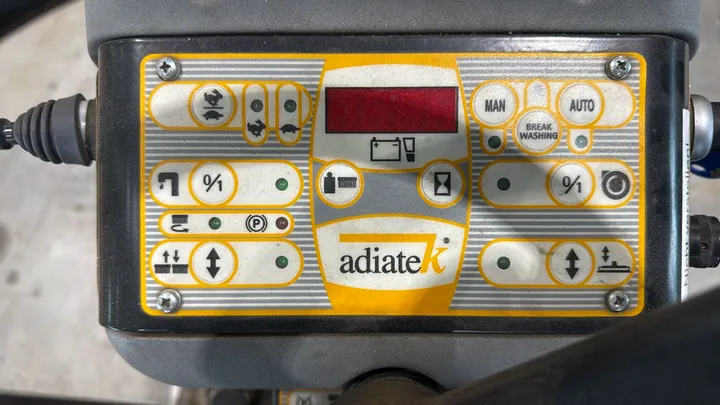 MAN
AUTO
BREAK
WASHING
0/1
0/1
P
adiatek®